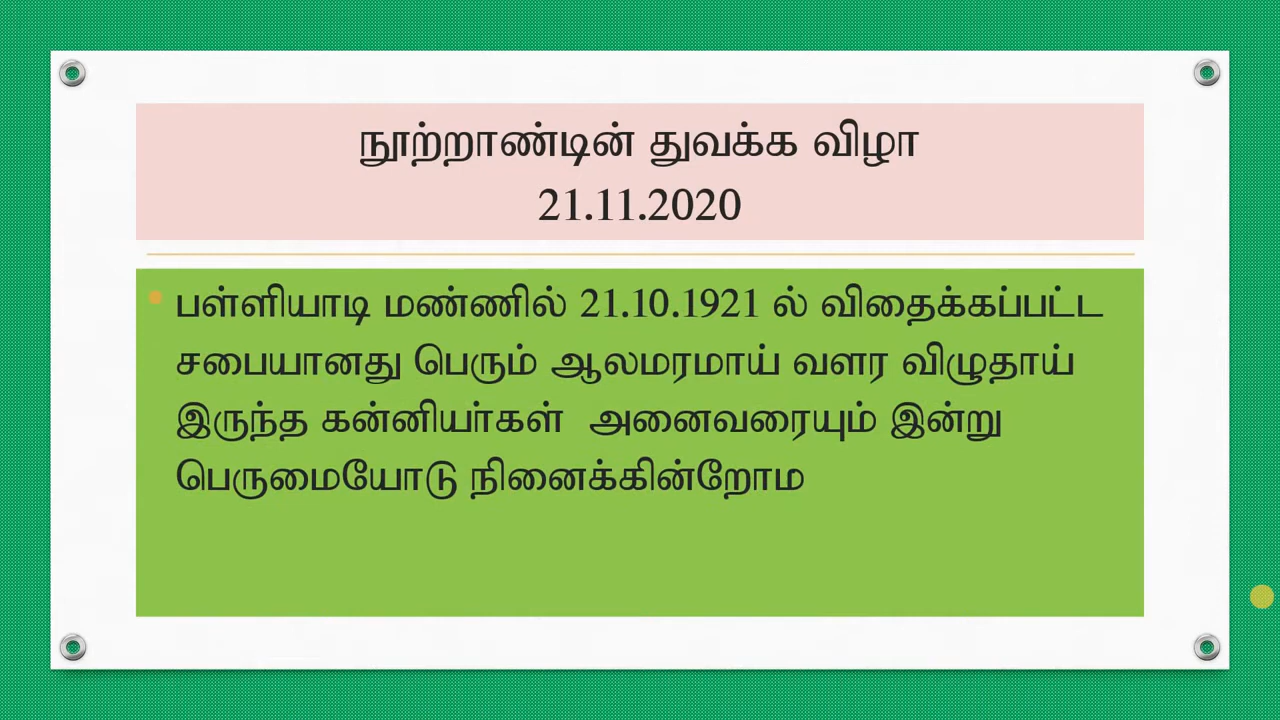 நூற்றாண்டின் துவக்க விழா
21.11.2020
பள்ளியாடி மண்ணில் 21.10.1921 ல் விதைக்கப்பட்ட
சபையானது பெரும் ஆலமரமாய் வளர விழுதாய்
இருந்த கன்னியர்கள் அனைவரையும் இன்று
பெருமையோடு நினைக்கின்றோம